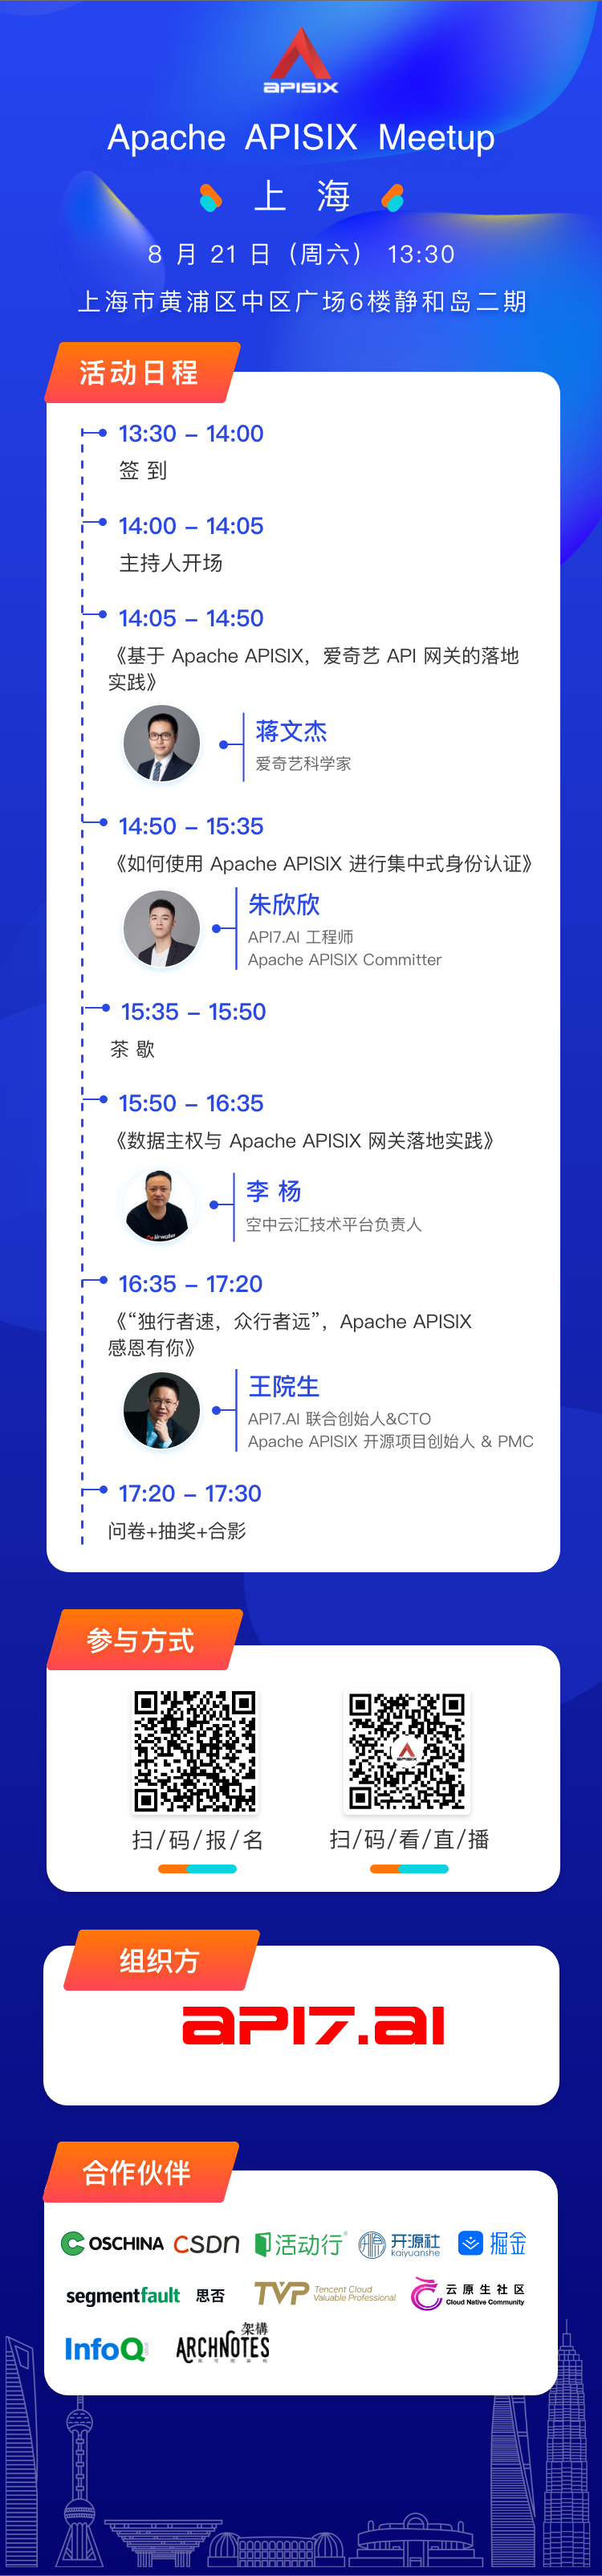 APISIX
Apache APISIX Meetup
上 海
8 月 21 日（周六） 13:30
上海市黄浦区中区广场6楼静和岛二期
活动日程
13:30 – 14:00
签 到
14:00 – 14:05
主持人开场
14:05 – 14:50
《基于 Apache APISIX，爱奇艺 API 网关的落地
实践》
蒋文杰
爱奇艺科学家
14:50 – 15:35
《如何使用 Apache APISIX 进行集中式身份认证》
朱欣欣
API7.AI 工程师
Apache APISIX Committer
15:35 – 15:50
茶 歇
15:50 – 16:35
《数据主权与 Apache APISIX 网关落地实践》
李 杨
空中云汇技术平台负责人
16:35 – 17:20
《“独行者速，众行者远”，Apache APISIX
感恩有你》
王院生
API7.AI 联合创始人&CTO
Apache APISIX 开源项目创始人 & PMC
17:20 – 17:30
问卷+抽奖+合影
参与方式
APISIX
扫/码/报/名
扫/码/看/直/播
组织方
API7.AI
合作伙伴
OSCHINA CSDN 活动行 开源社 kaiyuanshe 掘金
segmentfault 思否 TVP Tencent Cloud Valuable Professional 云原生社区 Cloud Native Community
InfoQ 架構 ARCHNOTES